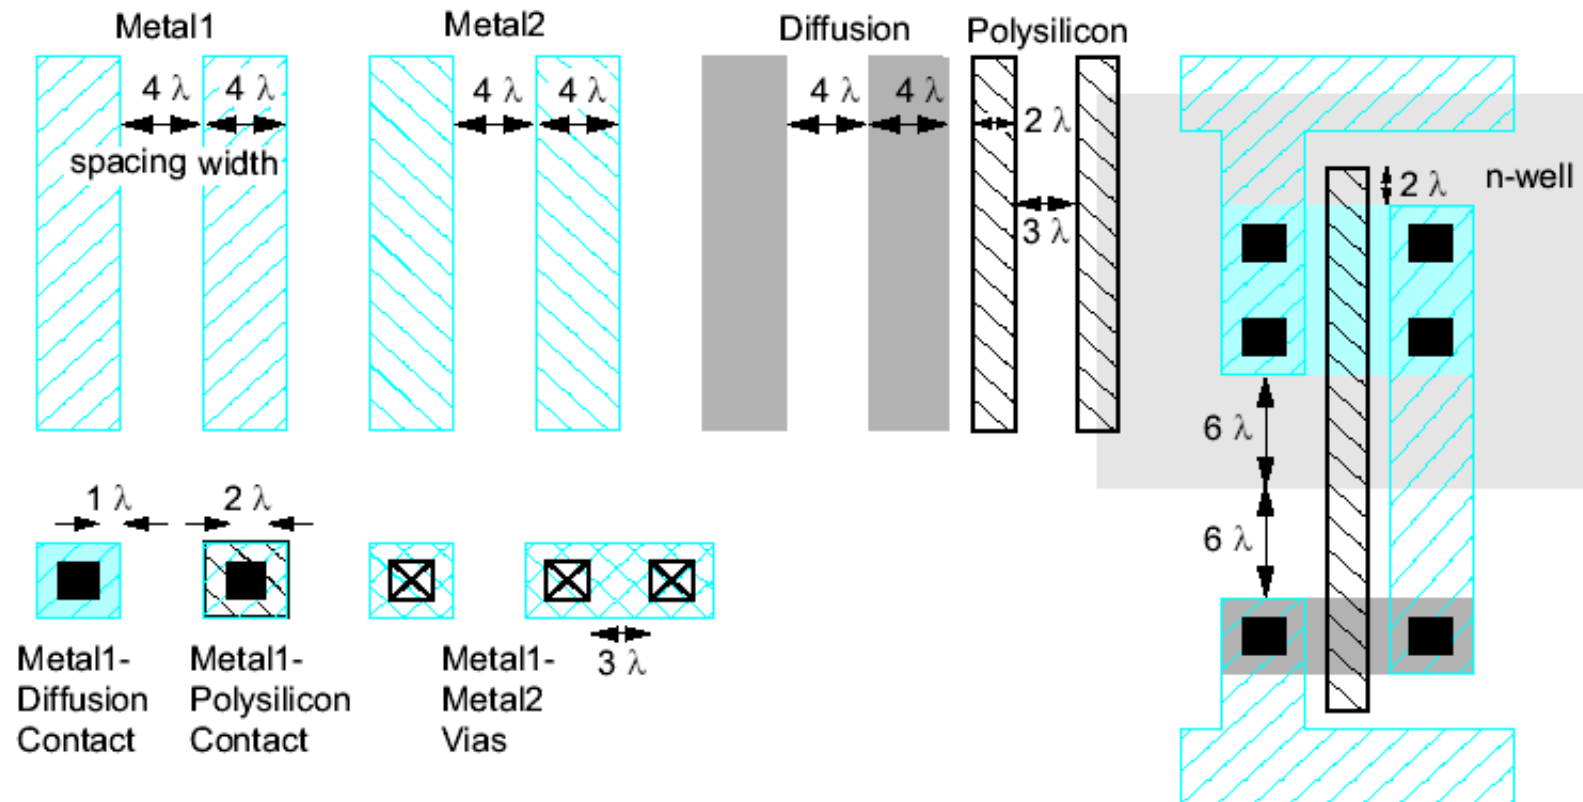 Metal1
Metal2
Diffusion
Polysilicon
4 λ
4 λ
4 λ
4 λ
4 λ
4 λ
2 λ
spacing
width
3 λ
2 λ
n-well
6 λ
6 λ
1 λ
2 λ
3 λ
Metal1-
Diffusion
Contact
Metal1-
Polysilicon
Contact
Metal1-
Metal2
Vias